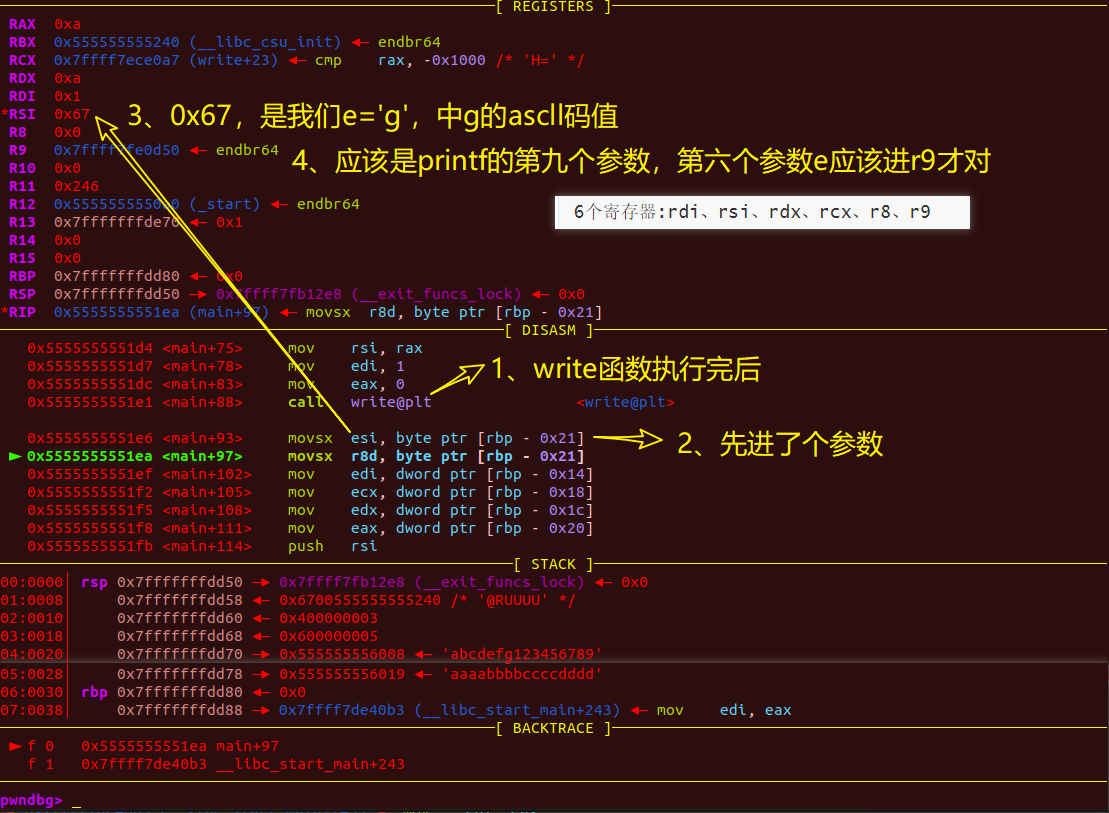 [ REGISTERS ]
RAX 0xa
RBX 0x555555555240 (__libc_csu_init) ◂— endbr64
RCX 0x7ffff7ece0a7 (write+23) ◂— cmp rax, -0x1000 /* 'H=' */
RDX 0xa
RDI 0x1
*RSI 0x67
3、0x67，是我们e='g'，中g的ascll码值
R8 0x0
R9 ◂— endbr64
4、应该是printf的第九个参数，第六个参数e应该进r9才对
R10 0x0
R11 0x246
R12 (_start) ◂— endbr64
6个寄存器:rdi、rsi、rdx、rcx、r8、r9
R13 0x7fffffffde70 ◂— 0x1
R14 0x0
R15 0x0
RBP 0x7fffffffdd80 ◂— 0x0
RSP 0x7fffffffdd50 —▸ 0x7ffff7fb12e8 (__exit_funcs_lock) ◂— 0x0
*RIP 0x5555555551ea (main+97) ◂— movsx r8d, byte ptr [rbp - 0x21]
[ DISASM ]
0x5555555551d4 <main+75> mov rsi, rax
0x5555555551d7 <main+78> mov edi, 1
0x5555555551dc <main+83> mov eax, 0
1、write函数执行完后
0x5555555551e1 <main+88> call write@plt <write@plt>
0x5555555551e6 <main+93> movsx esi, byte ptr [rbp - 0x21]
2、先进了个参数
► 0x5555555551ea <main+97> movsx r8d, byte ptr [rbp - 0x21]
0x5555555551ef <main+102> mov edi, dword ptr [rbp - 0x14]
0x5555555551f2 <main+105> mov ecx, dword ptr [rbp - 0x18]
0x5555555551f5 <main+108> mov edx, dword ptr [rbp - 0x1c]
0x5555555551f8 <main+111> mov eax, dword ptr [rbp - 0x20]
0x5555555551fb <main+114> push rsi
[ STACK ]
00:0000│ rsp 0x7fffffffdd50 —▸ 0x7ffff7fb12e8 (__exit_funcs_lock) ◂— 0x0
01:0008│ 0x7fffffffdd58 ◂— 0x6700555555555240 /* '@RUUUU' */
02:0010│ 0x7fffffffdd60 ◂— 0x400000003
03:0018│ 0x7fffffffdd68 ◂— 0x600000005
04:0020│ 0x7fffffffdd70 —▸ 0x555555556008 ◂— 'abcdefg123456789'
05:0028│ 0x7fffffffdd78 —▸ 0x555555556019 ◂— 'aaaabbbbccccdddd'
06:0030│ rbp 0x7fffffffdd80 ◂— 0x0
07:0038│ 0x7fffffffdd88 —▸ 0x7ffff7de40b3 (__libc_start_main+243) ◂— mov edi, eax
[ BACKTRACE ]
► f 0 0x5555555551ea main+97
f 1 0x7ffff7de40b3 __libc_start_main+243
pwndbg> _